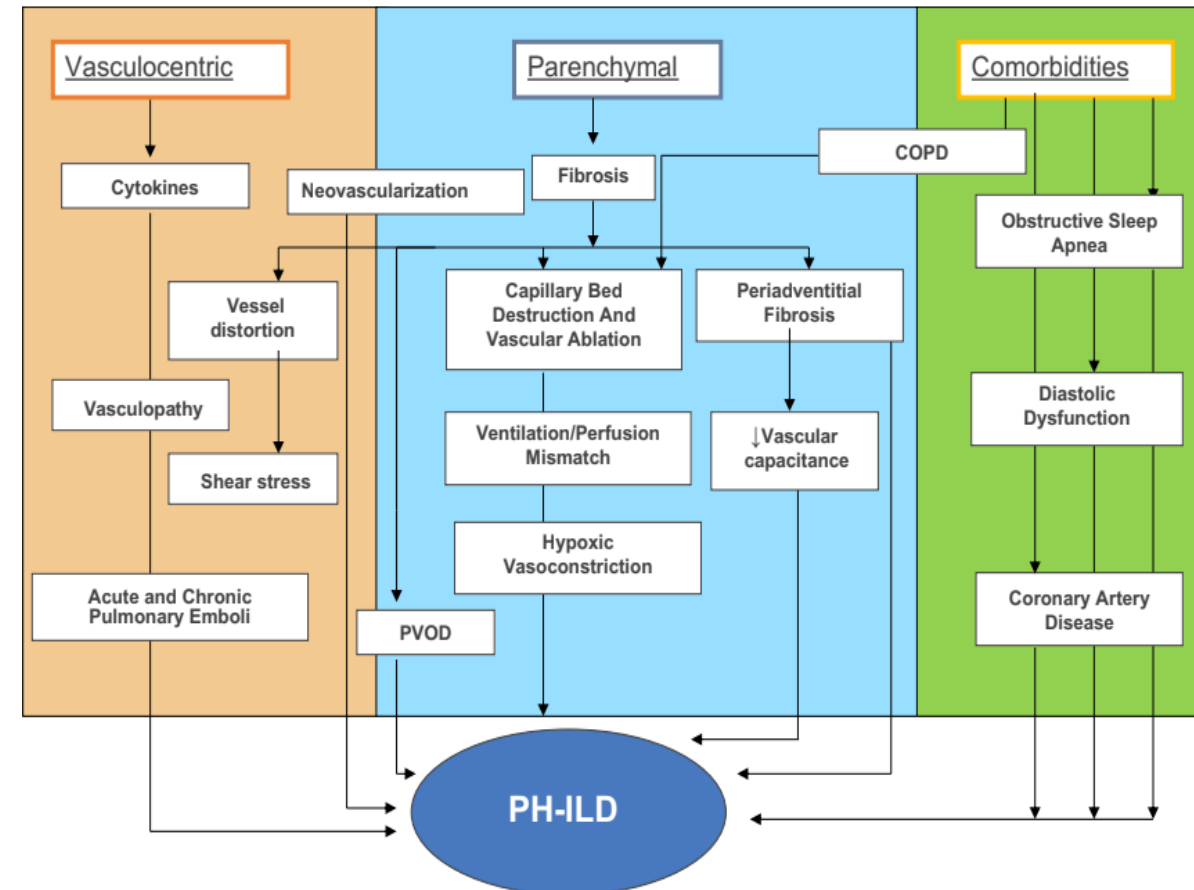 Vasculocentric
Parenchymal
Comorbidities
COPD
Cytokines
Neovascularization
Fibrosis
Obstructive Sleep
Apnea
Vessel
distortion
Capillary Bed
Destruction And
Vascular Ablation
Periadventitial
Fibrosis
Vasculopathy
Diastolic
Dysfunction
Ventilation/Perfusion
Mismatch
↓Vascular
capacitance
Shear stress
Hypoxic
Vasoconstriction
Acute and Chronic
Pulmonary Emboli
Coronary Artery
Disease
PVOD
PH-ILD